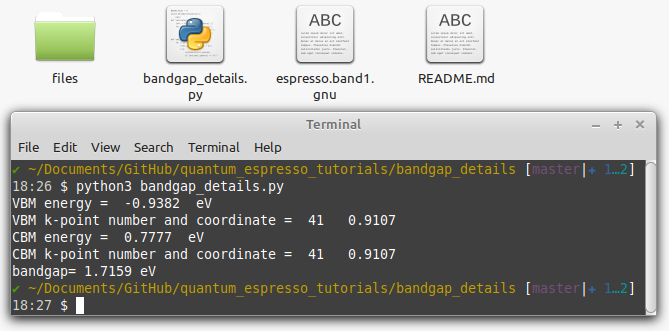 files
bandgap_details.
py
ABC
espresso.band1.
gnu
ABC
README.md
Terminal
File Edit View Search Terminal Help
✔ ~/Documents/GitHub/quantum_espresso_tutorials/bandgap_details [master|✚ 1…2]
18:26 $ python3 bandgap_details.py
VBM energy =  -0.9382  eV
VBM k-point number and coordinate =  41   0.9107
CBM energy =  0.7777  eV
CBM k-point number and coordinate =  41   0.9107
bandgap= 1.7159 eV
✔ ~/Documents/GitHub/quantum_espresso_tutorials/bandgap_details [master|✚ 1…2]
18:27 $